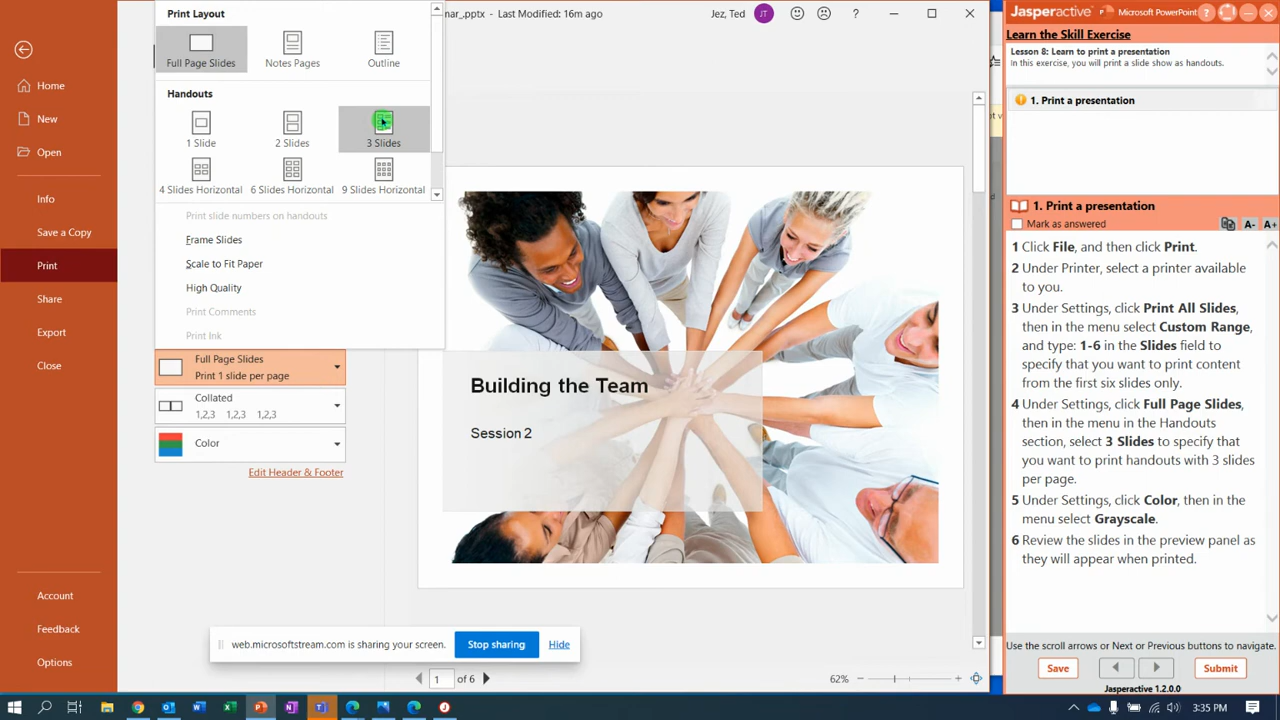 Print Layout
Full Page Slides
Notes Pages
Outline
Handouts
1 Slide
2 Slides
3 Slides
4 Slides Horizontal
6 Slides Horizontal
9 Slides Horizontal
Print slide numbers on handouts
Frame Slides
Scale to Fit Paper
High Quality
Print Comments
Print Ink
Full Page Slides
Print 1 slide per page
Collated
1,2,3 1,2,3 1,2,3
Color
Edit Header & Footer
Home
New
Open
Info
Save a Copy
Print
Share
Export
Close
Account
Feedback
Options
nar_.pptx - Last Modified: 16m ago
Jez, Ted
JT
?
Building the Team
Session 2
web.microsoftstream.com is sharing your screen.
Stop sharing
Hide
1 of 6
62%
Jasperactive Microsoft PowerPoint
Learn the Skill Exercise
Lesson 8: Learn to print a presentation
In this exercise, you will print a slide show as handouts.
1. Print a presentation
1. Print a presentation
Mark as answered
A- A+
1 Click File, and then click Print.
2 Under Printer, select a printer available
to you.
3 Under Settings, click Print All Slides,
then in the menu select Custom Range,
and type: 1-6 in the Slides field to
specify that you want to print content
from the first six slides only.
4 Under Settings, click Full Page Slides,
then in the menu in the Handouts
section, select 3 Slides to specify that
you want to print handouts with 3 slides
per page.
5 Under Settings, click Color, then in the
menu select Grayscale.
6 Review the slides in the preview panel as
they will appear when printed.
Use the scroll arrows or Next or Previous buttons to navigate.
Save
Submit
Jasperactive 1.2.0.0
3:35 PM